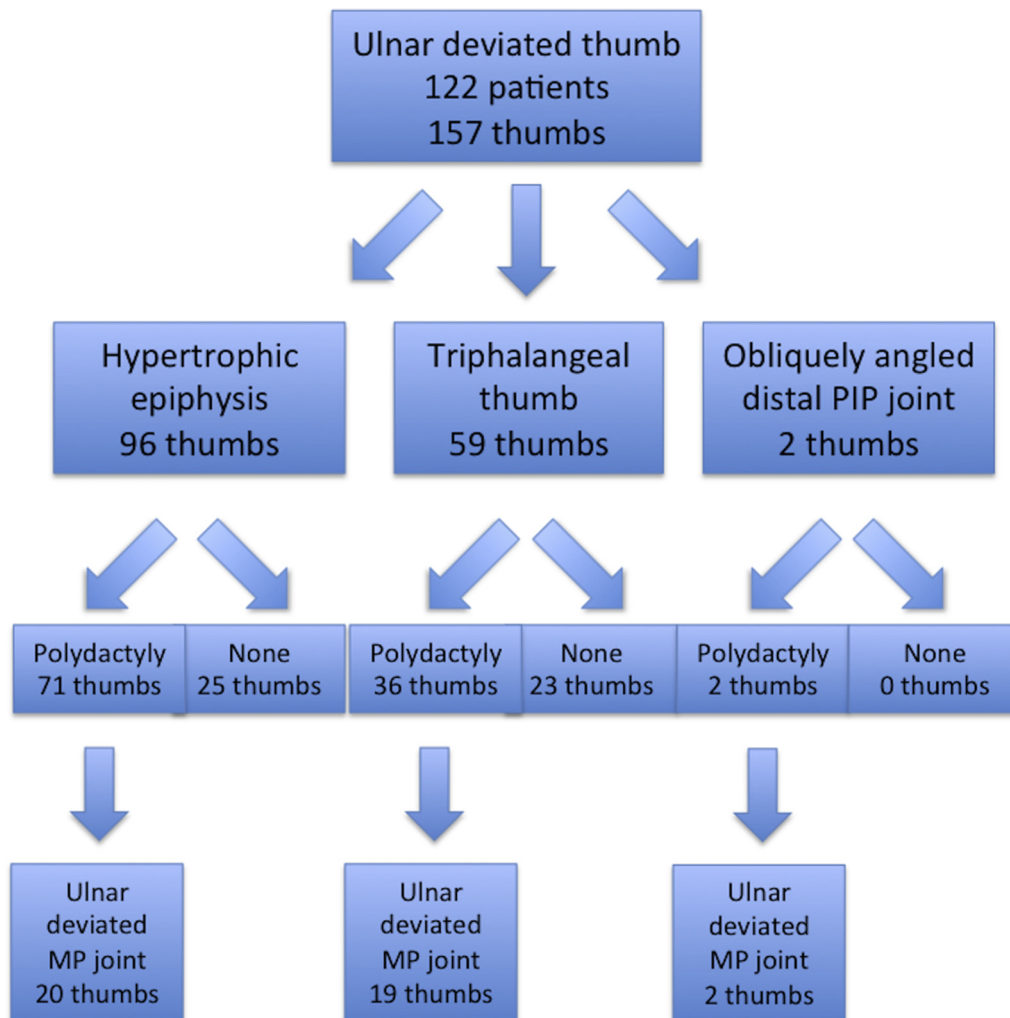 Ulnar deviated thumb
122 patients
157 thumbs
Hypertrophic
epiphysis
96 thumbs
Triphalangeal
thumb
59 thumbs
Obliquely angled
distal PIP joint
2 thumbs
Polydactyly
71 thumbs
None
25 thumbs
Polydactyly
36 thumbs
None
23 thumbs
Polydactyly
2 thumbs
None
0 thumbs
Ulnar
deviated
MP joint
20 thumbs
Ulnar
deviated
MP joint
19 thumbs
Ulnar
deviated
MP joint
2 thumbs